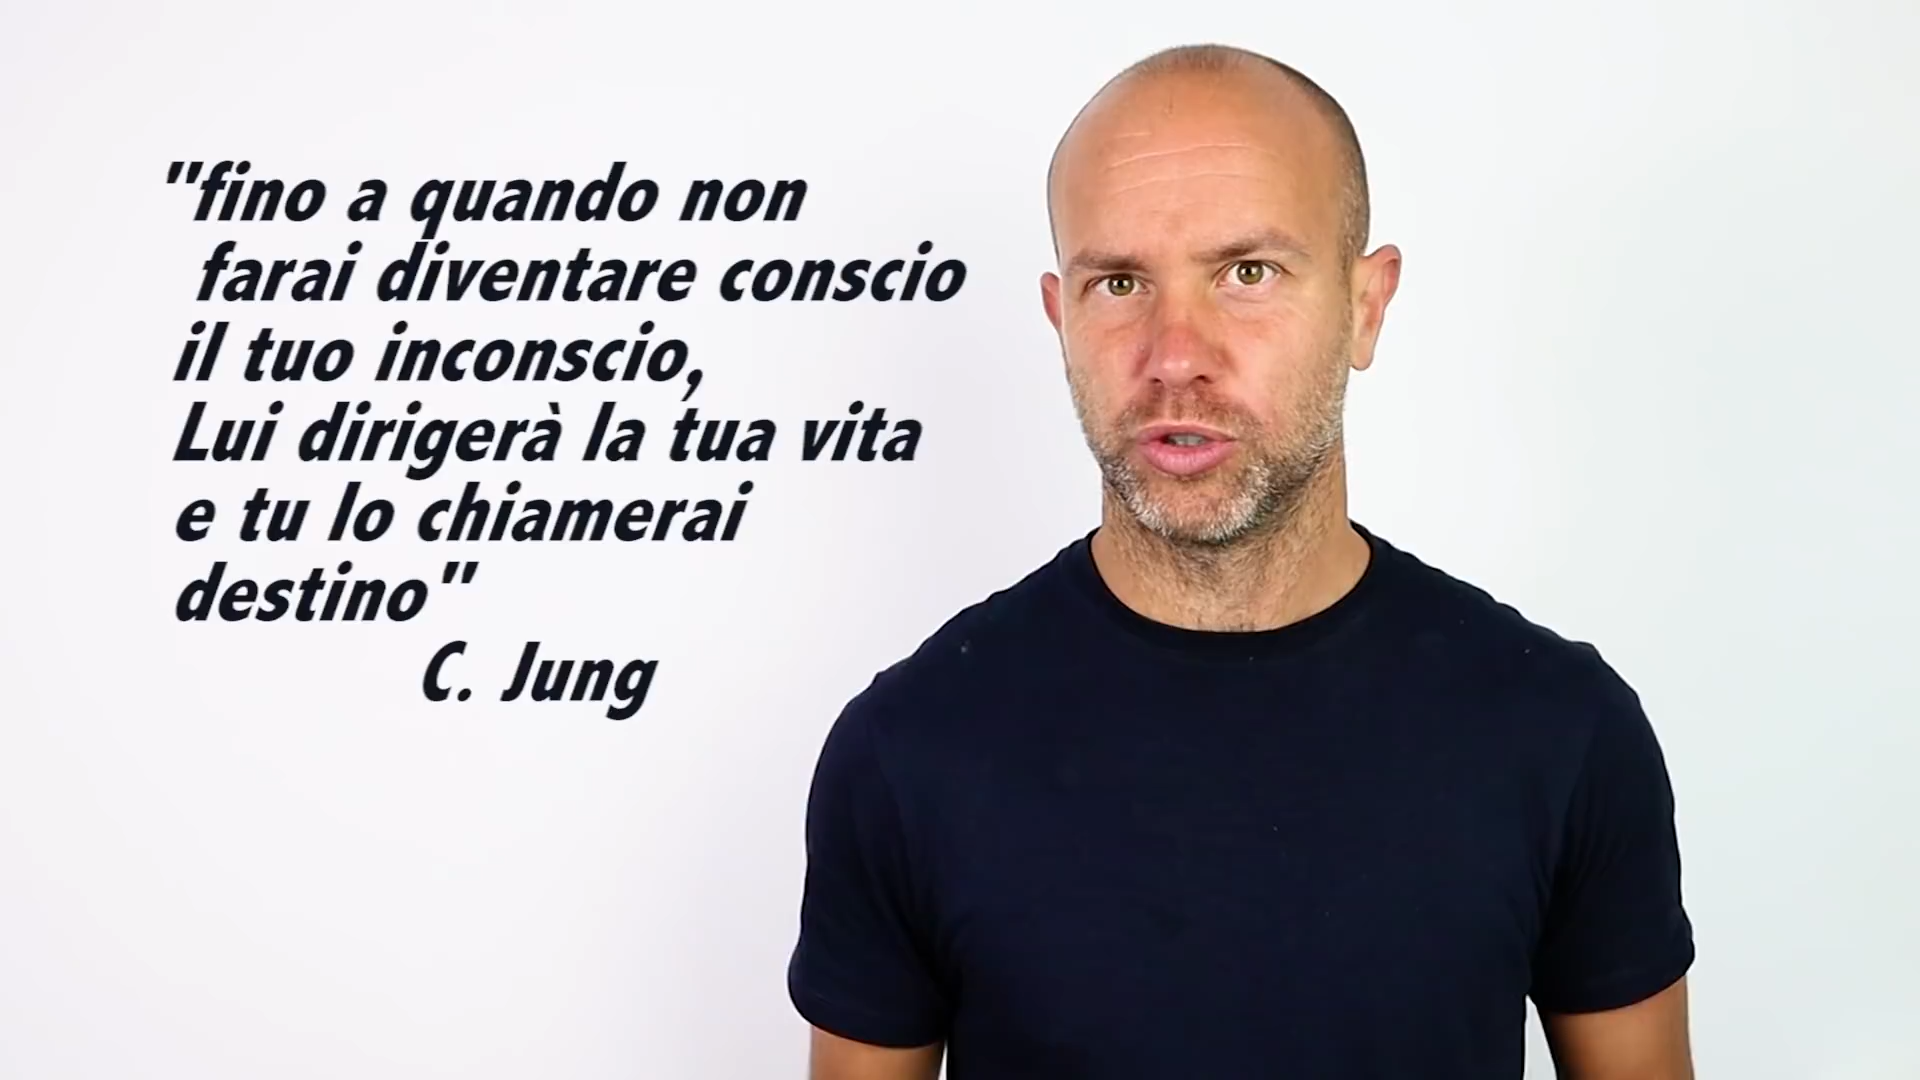 "fino a quando non
farai diventare conscio
il tuo inconscio,
Lui dirigerà la tua vita
e tu lo chiamerai
destino"
C. Jung